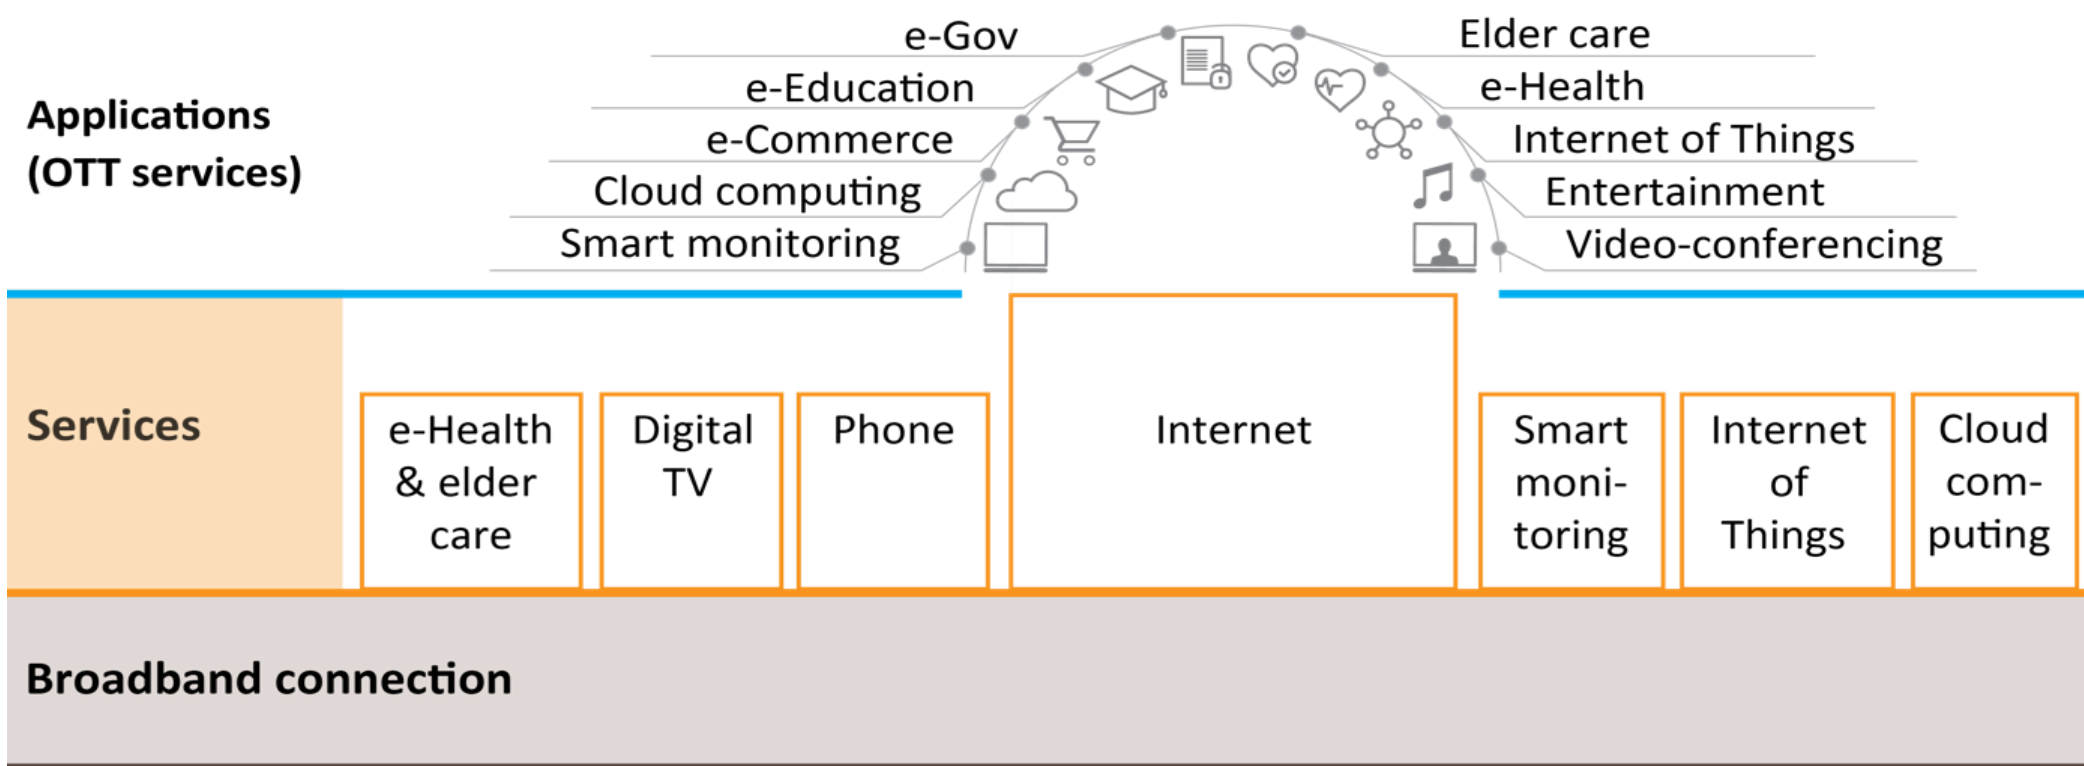 Applications
(OTT services)
e-Gov
e-Education
e-Commerce
Cloud computing
Smart monitoring
Elder care
e-Health
Internet of Things
Entertainment
Video-conferencing
Services
e-Health
& elder
care
Digital
TV
Phone
Internet
Smart
moni-
toring
Internet
of
Things
Cloud
com-
puting
Broadband connection